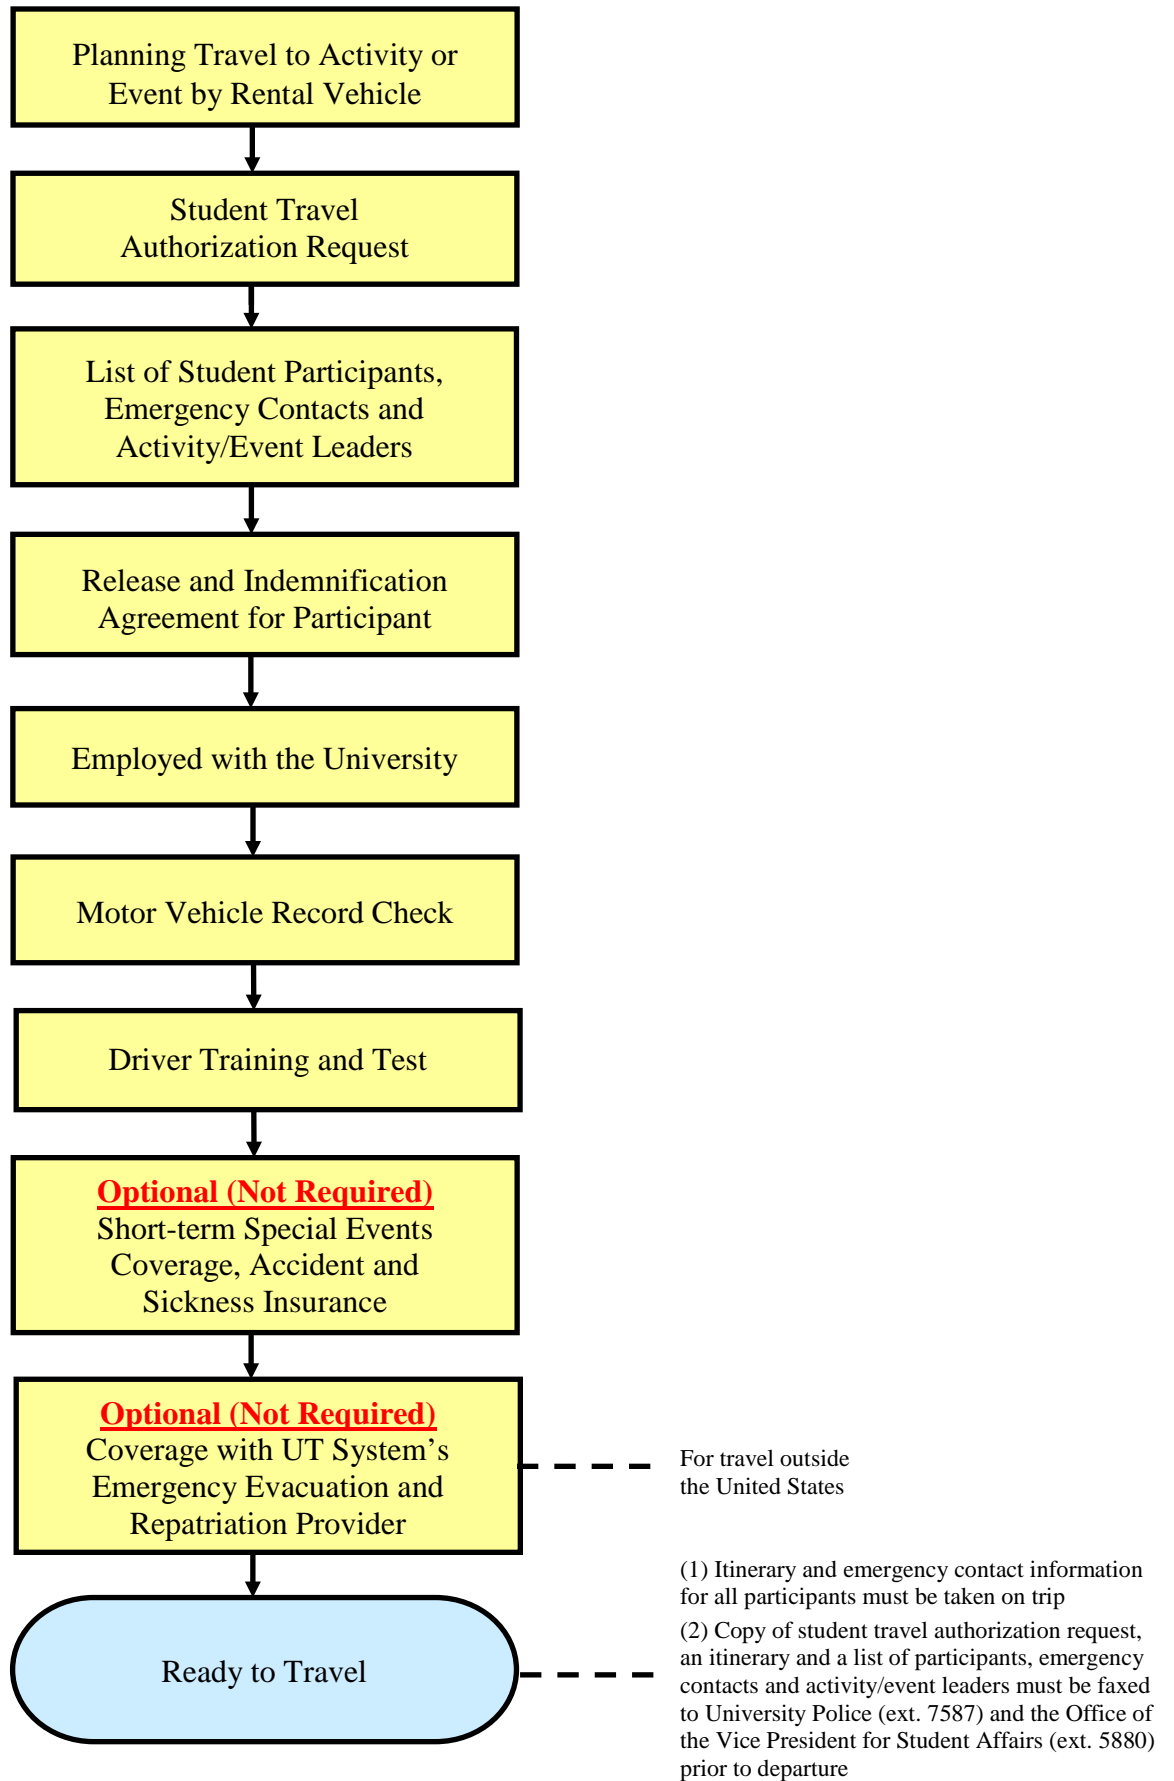 Planning Travel to Activity or
Event by Rental Vehicle
Student Travel
Authorization Request
List of Student Participants,
Emergency Contacts and
Activity/Event Leaders
Release and Indemnification
Agreement for Participant
Employed with the University
Motor Vehicle Record Check
Driver Training and Test
Optional (Not Required)
Short-term Special Events
Coverage, Accident and
Sickness Insurance
Optional (Not Required)
Coverage with UT System’s
Emergency Evacuation and
Repatriation Provider
For travel outside
the United States
Ready to Travel
(1) Itinerary and emergency contact information
for all participants must be taken on trip
(2) Copy of student travel authorization request,
an itinerary and a list of participants, emergency
contacts and activity/event leaders must be faxed
to University Police (ext. 7587) and the Office of
the Vice President for Student Affairs (ext. 5880)
prior to departure